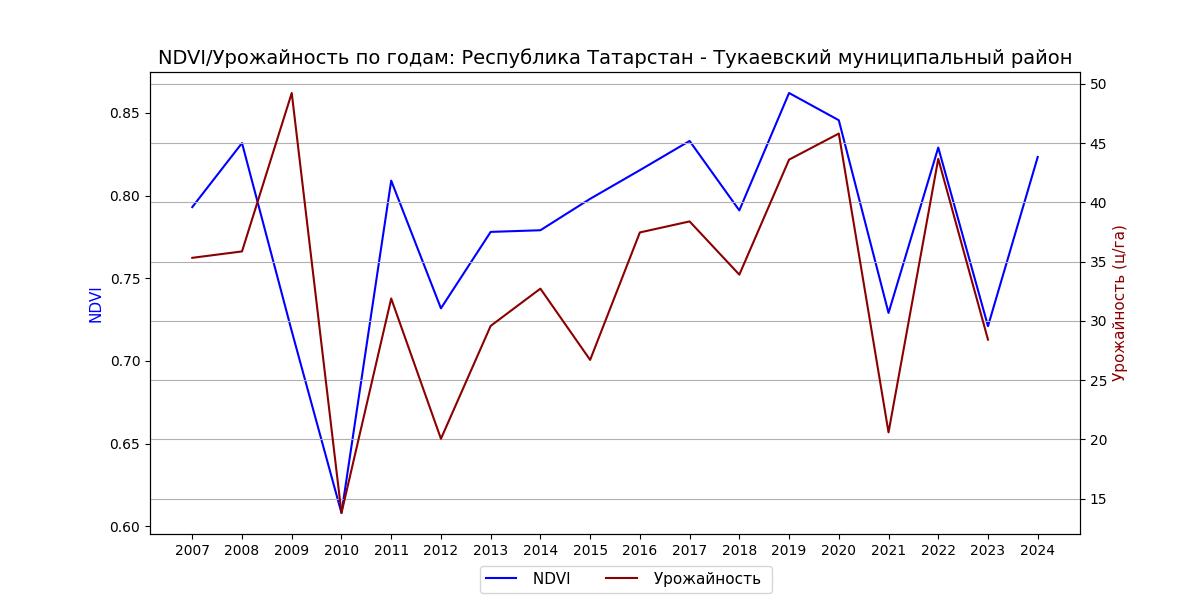 NDVI/Урожайность по годам: Республика Татарстан - Тукаевский муниципальный район
NDVI
0.85
0.80
0.75
0.70
0.65
0.60
50
45
40
35
30
25
20
15
Урожайность (ц/га)
2007 2008 2009 2010 2011 2012 2013 2014 2015 2016 2017 2018 2019 2020 2021 2022 2023 2024
NDVI Урожайность